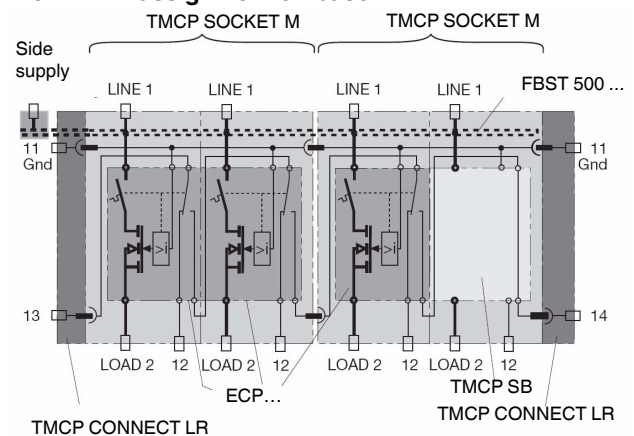 TMCP SOCKET M
TMCP SOCKET M
Side
supply
LINE 1
LINE 1
LINE 1
LINE 1
FBST 500 ...
11
Gnd
11
Gnd
>i
>i
>i
13
14
LOAD 2
12
LOAD 2
12
LOAD 2
12
LOAD 2
12
ECP…
TMCP SB
TMCP CONNECT LR
TMCP CONNECT LR